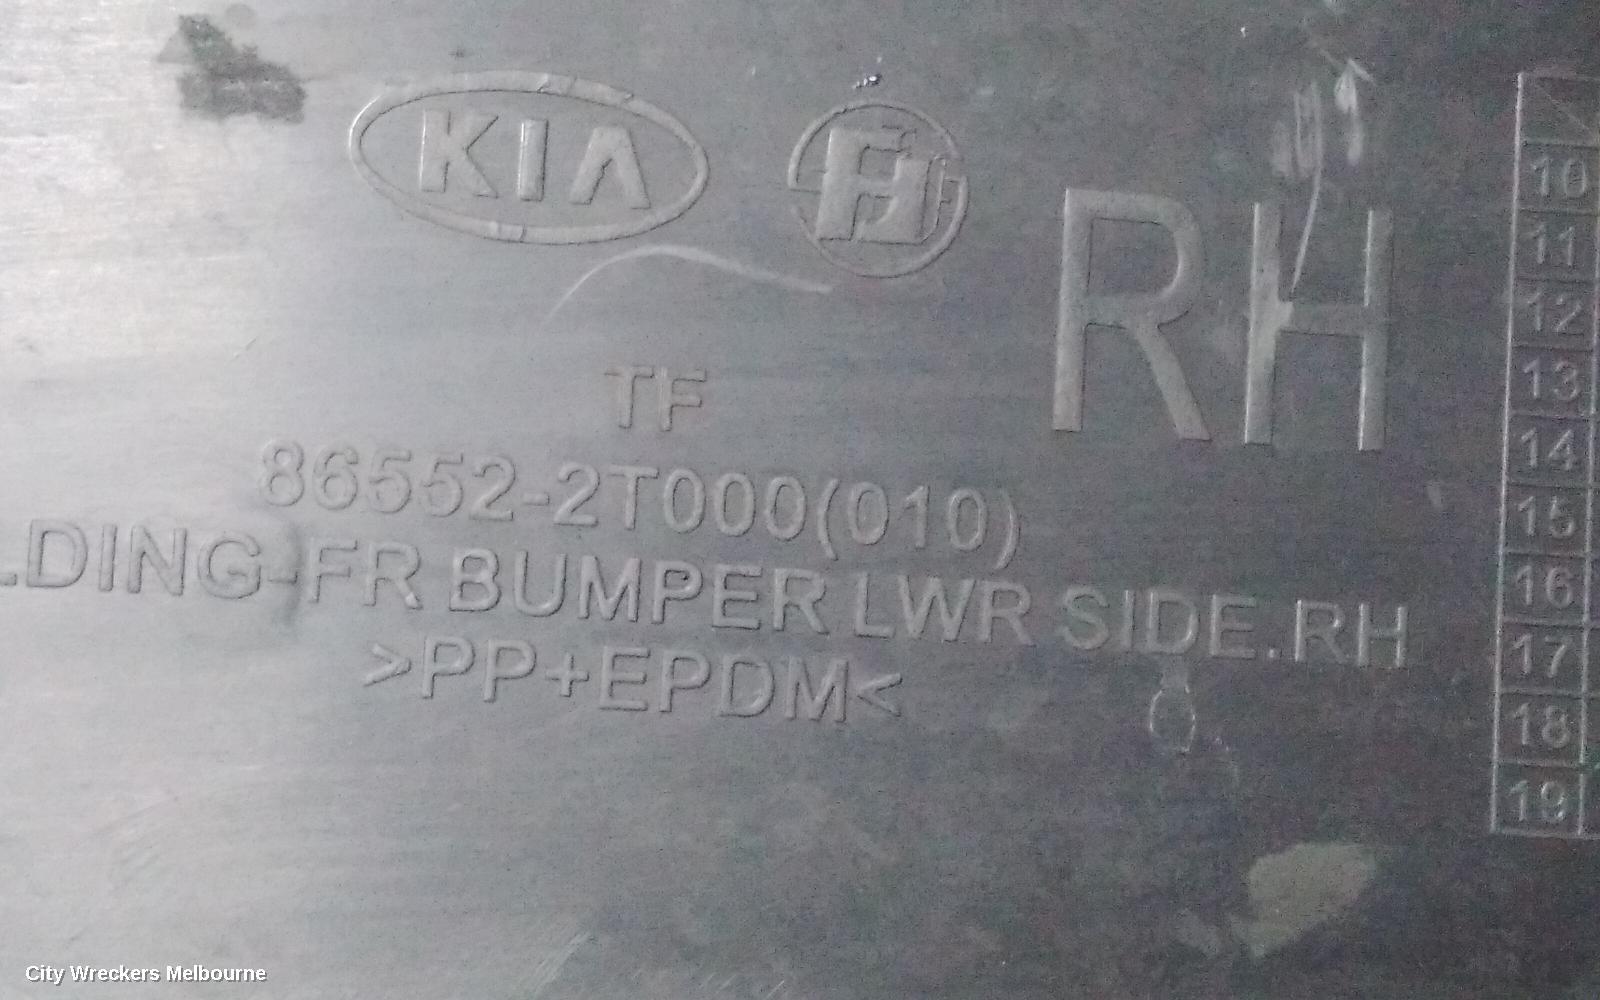 KIA
RH
TF
86552-2T000(010)
LDING-FR BUMPER LWR SIDE.RH
>PP+EPDM<
10
11
12
13
14
15
16
17
18
19
City Wreckers Melbourne